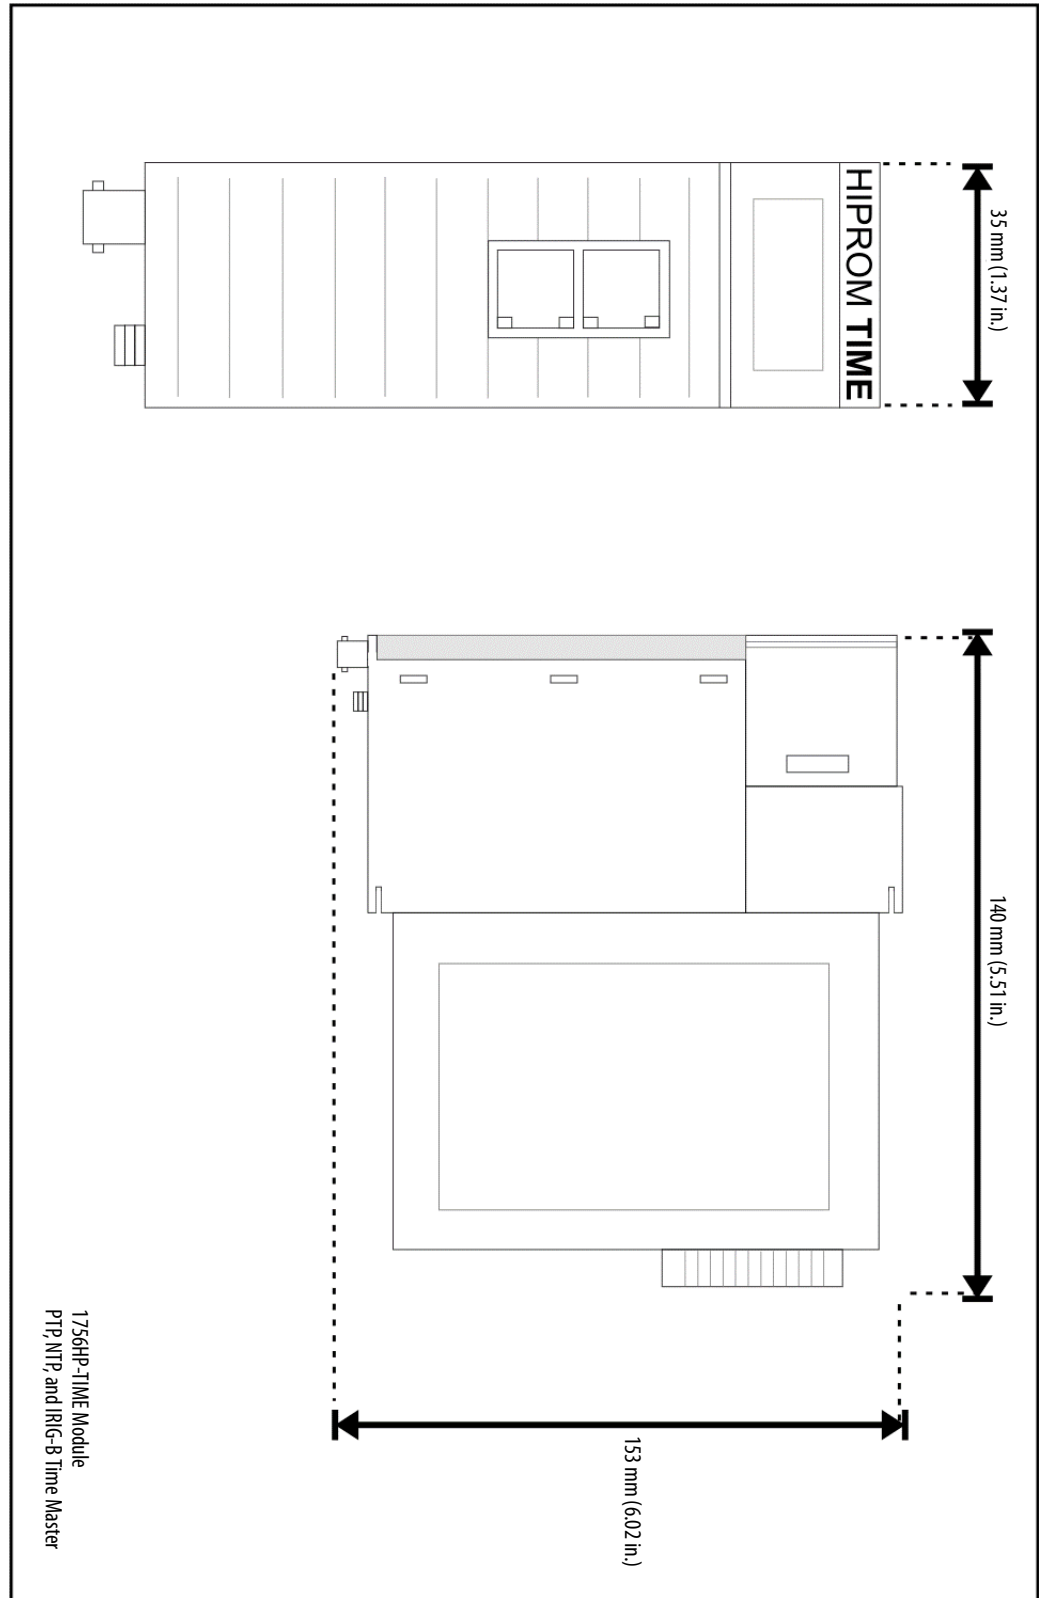 HIPROM TIME
35 mm (1.37 in.)
140 mm (5.51 in.)
153 mm (6.02 in.)
1756HP-TIME Module
PTP, NTP, and IRIG-B Time Master